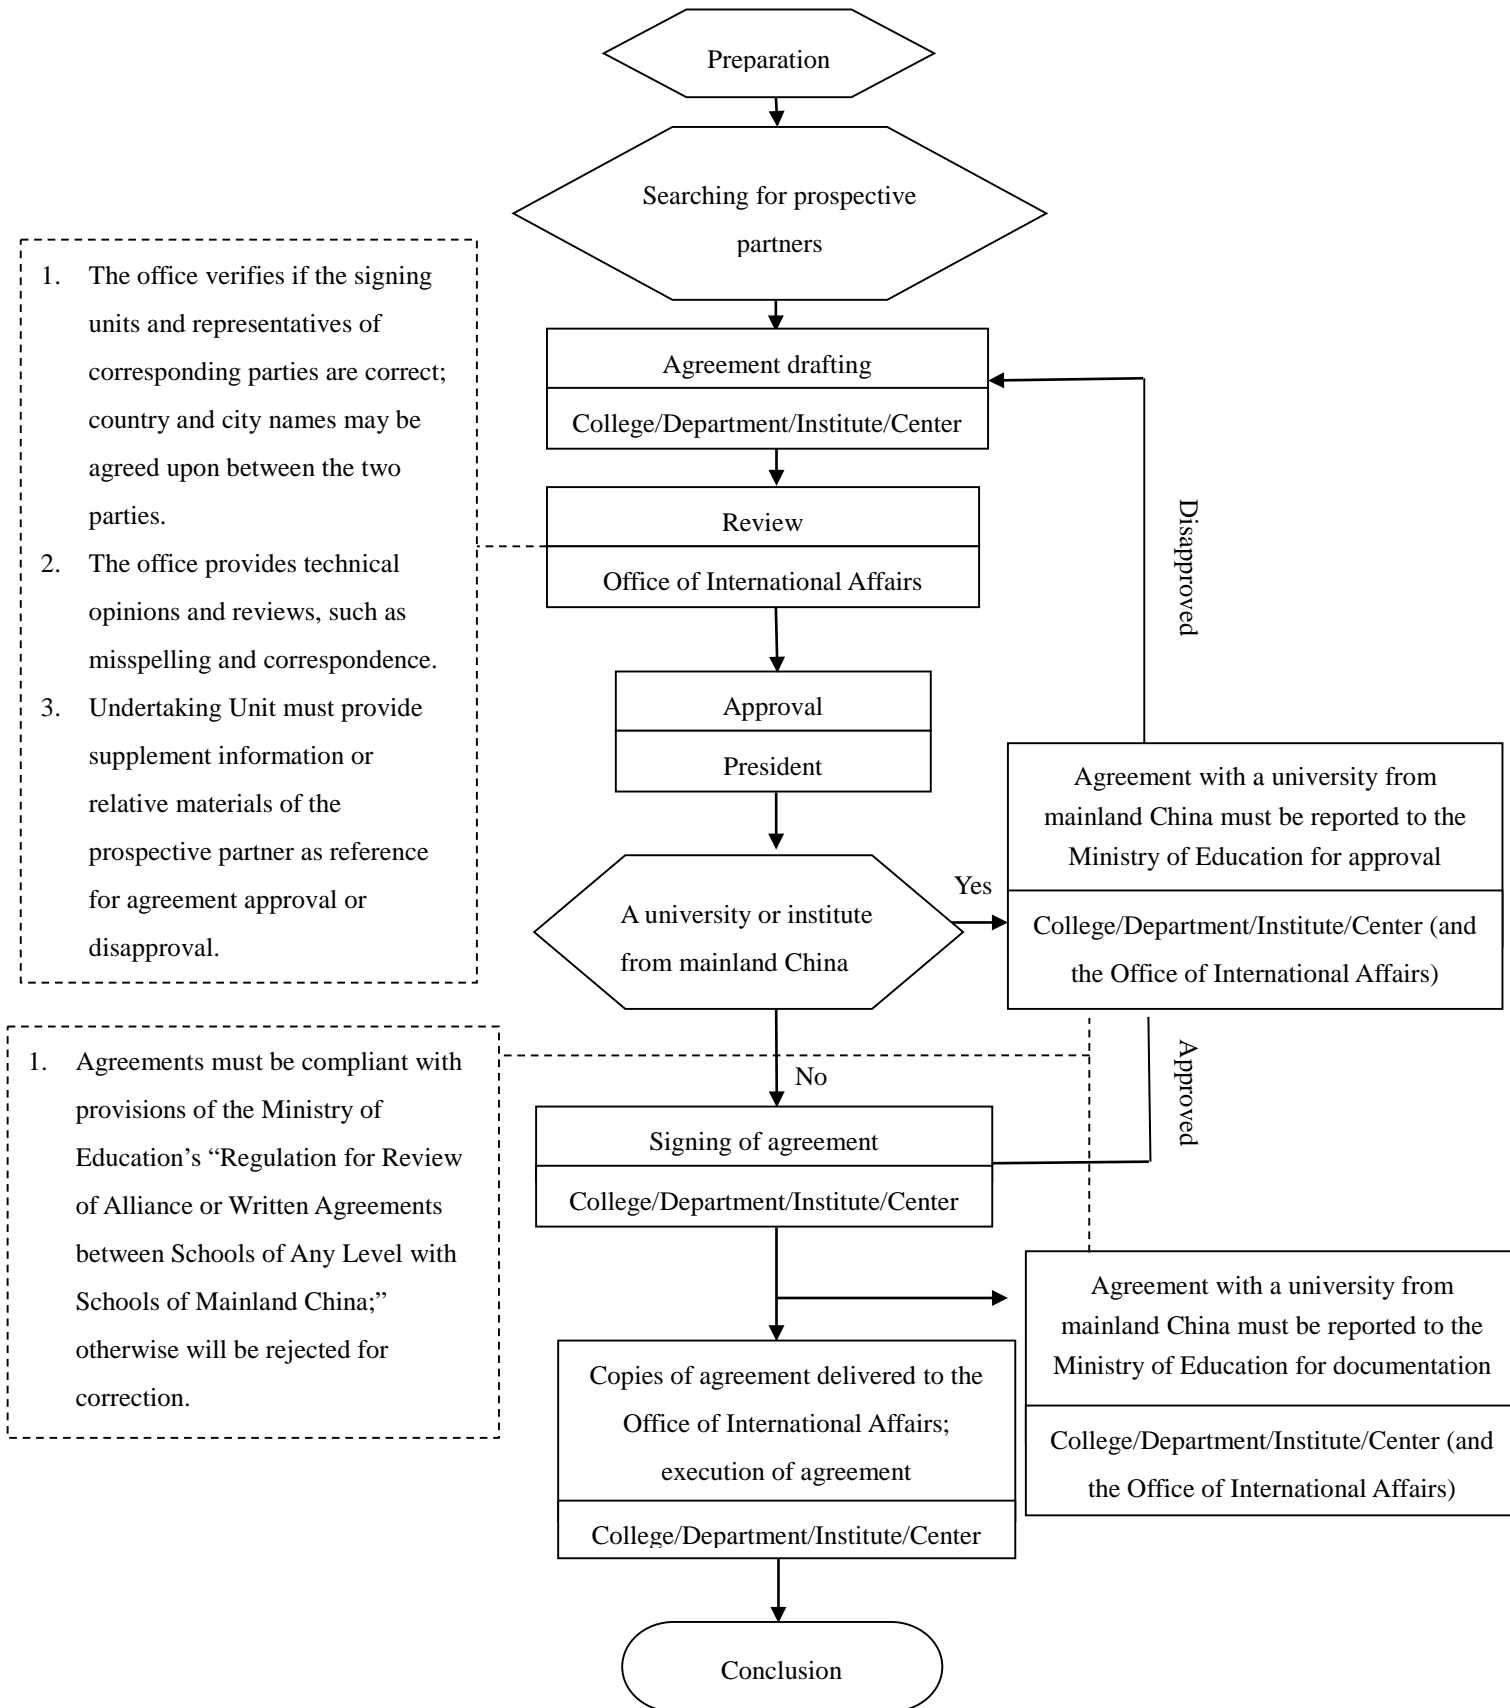 Preparation
Searching for prospective
partners
1. The office verifies if the signing
units and representatives of
corresponding parties are correct;
country and city names may be
agreed upon between the two
parties.
2. The office provides technical
opinions and reviews, such as
misspelling and correspondence.
3. Undertaking Unit must provide
supplement information or
relative materials of the
prospective partner as reference
for agreement approval or
disapproval.
Agreement drafting
College/Department/Institute/Center
Review
Office of International Affairs
Disapproved
Approval
President
Agreement with a university from
mainland China must be reported to the
Ministry of Education for approval
College/Department/Institute/Center (and
the Office of International Affairs)
Yes
A university or institute
from mainland China
1. Agreements must be compliant with
provisions of the Ministry of
Education’s “Regulation for Review
of Alliance or Written Agreements
between Schools of Any Level with
Schools of Mainland China;”
otherwise will be rejected for
correction.
No
Approved
Signing of agreement
College/Department/Institute/Center
Agreement with a university from
mainland China must be reported to the
Ministry of Education for documentation
College/Department/Institute/Center (and
the Office of International Affairs)
Copies of agreement delivered to the
Office of International Affairs;
execution of agreement
College/Department/Institute/Center
Conclusion